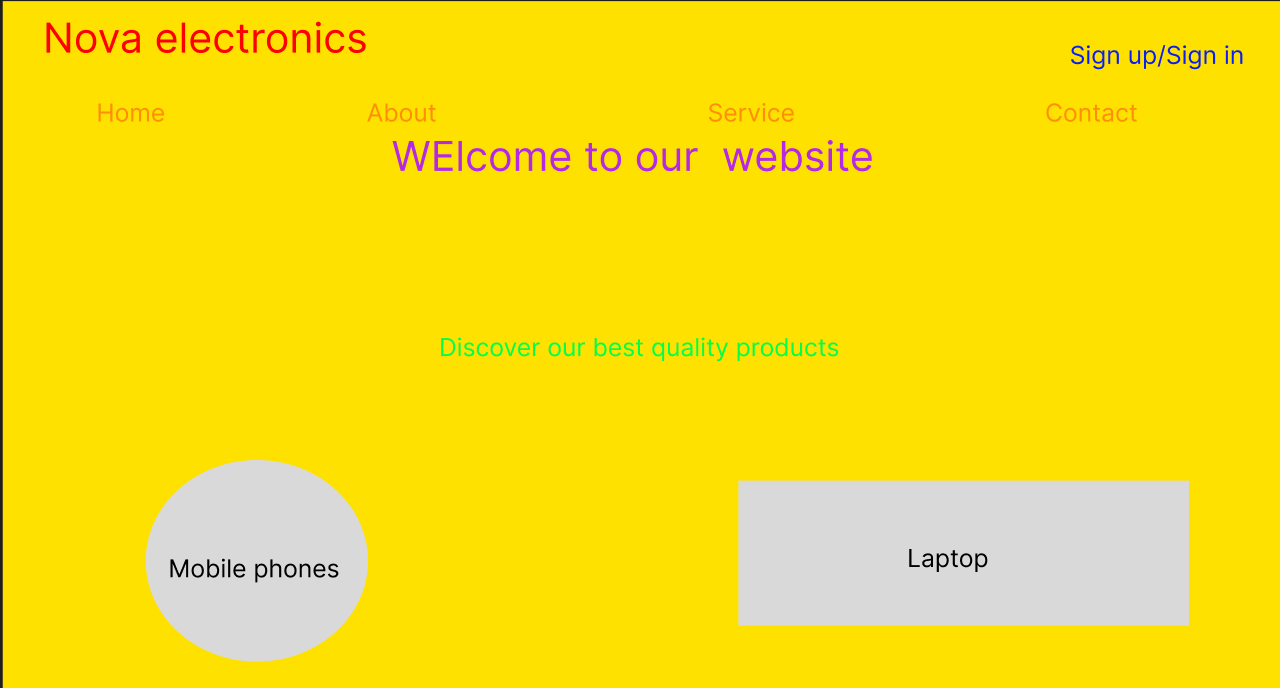 Nova electronics
Sign up/Sign in
Home About Service Contact
WElcome to our  website
Discover our best quality products
Mobile phones
Laptop